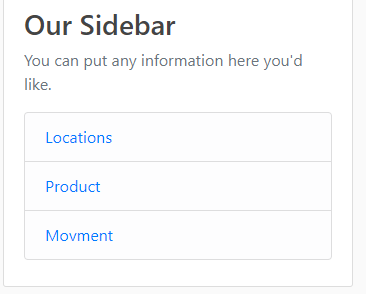 Our Sidebar
You can put any information here you'd
like.
Locations
Product
Movment